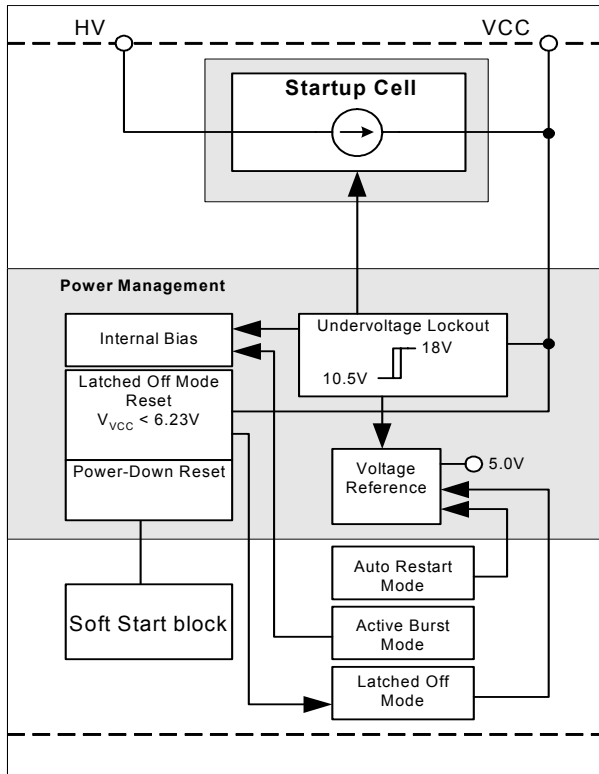 HV
VCC
Startup Cell
Power Management
Internal Bias
Undervoltage Lockout
18V
10.5V
Latched Off Mode
Reset
V_VCC < 6.23V
Power-Down Reset
Voltage
Reference
5.0V
Auto Restart
Mode
Soft Start block
Active Burst
Mode
Latched Off
Mode